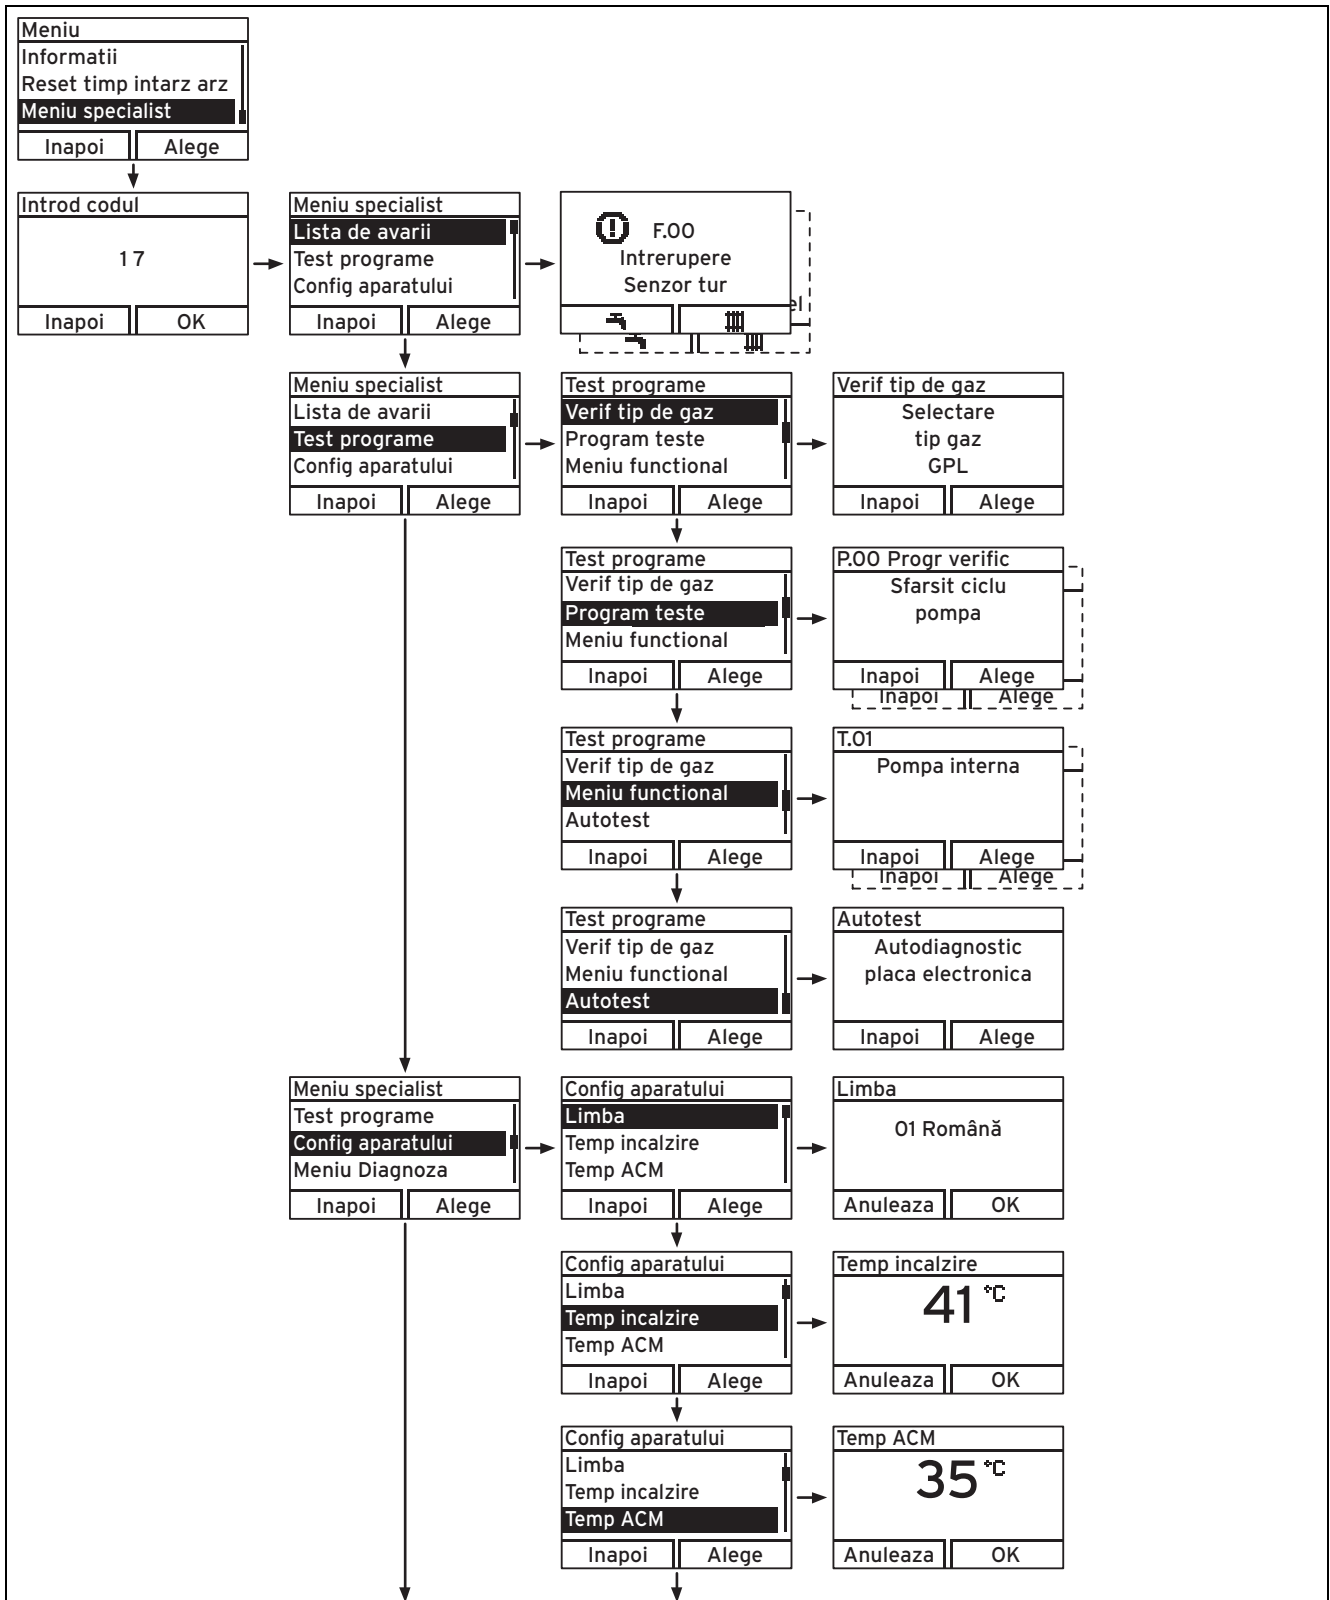 Meniu
Informatii
Reset timp intarz arz
Meniu specialist
Inapoi Alege
Introd codul
17
Inapoi OK
Meniu specialist
Lista de avarii
Test programe
Config aparatului
Inapoi Alege
F.00
Intrerupere
Senzor tur
el
Meniu specialist
Lista de avarii
Test programe
Config aparatului
Inapoi Alege
Test programe
Verif tip de gaz
Program teste
Meniu functional
Inapoi Alege
Verif tip de gaz
Selectare
tip gaz
GPL
Inapoi Alege
Test programe
Verif tip de gaz
Program teste
Meniu functional
Inapoi Alege
P.00 Progr verific
Sfarsit ciclu
pompa
Inapoi Alege
Inapoi Alege
Test programe
Verif tip de gaz
Meniu functional
Autotest
Inapoi Alege
T.01
Pompa interna
Inapoi Alege
Inapoi Alege
Test programe
Verif tip de gaz
Meniu functional
Autotest
Inapoi Alege
Autotest
Autodiagnostic
placa electronica
Inapoi Alege
Meniu specialist
Test programe
Config aparatului
Meniu Diagnoza
Inapoi Alege
Config aparatului
Limba
Temp incalzire
Temp ACM
Inapoi Alege
Limba
01 Română
Anuleaza OK
Config aparatului
Limba
Temp incalzire
Temp ACM
Inapoi Alege
Temp incalzire
41 °C
Anuleaza OK
Config aparatului
Limba
Temp incalzire
Temp ACM
Inapoi Alege
Temp ACM
35 °C
Anuleaza OK